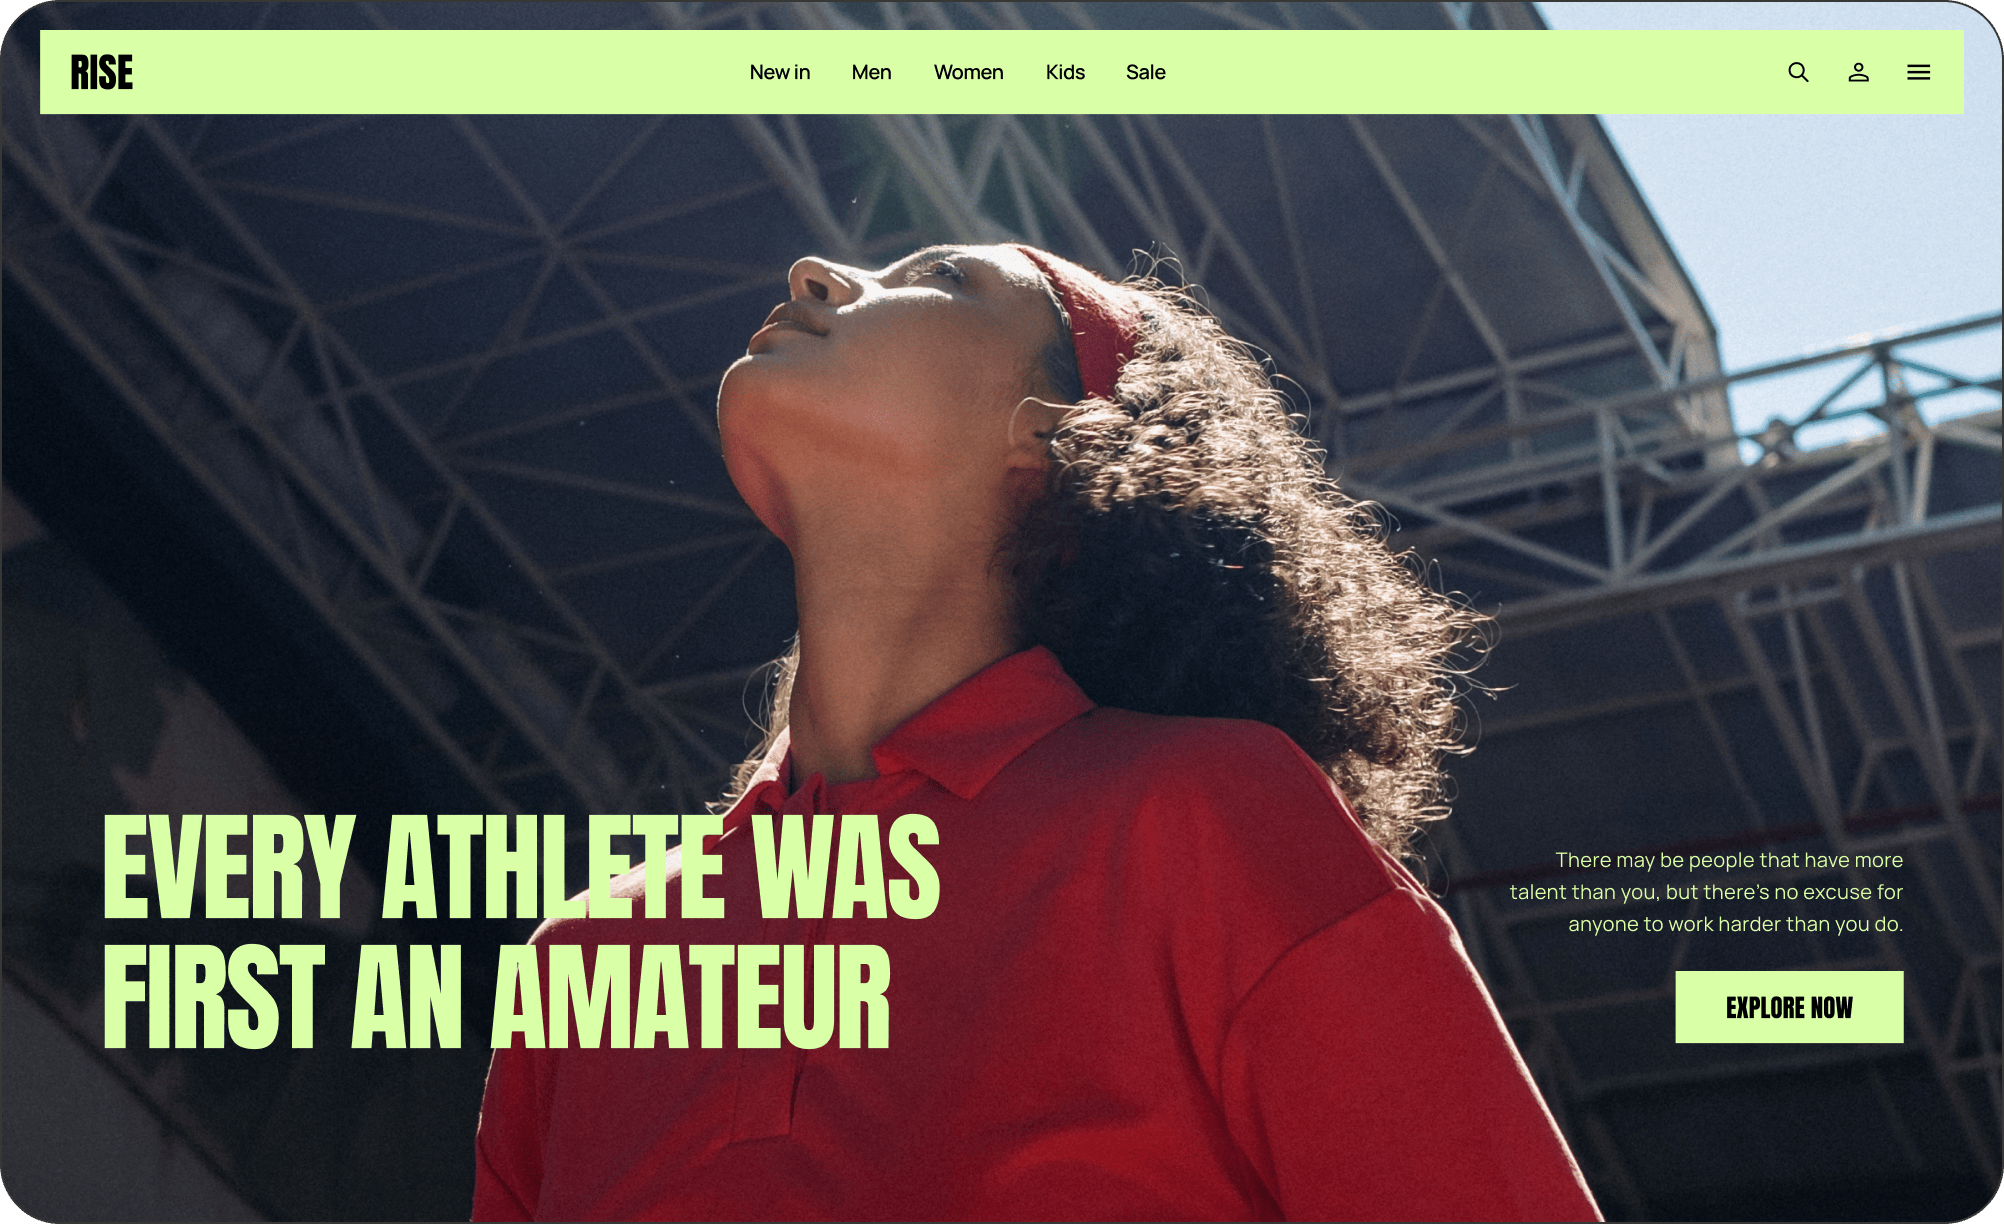 RISE
New in Men Women Kids Sale
EVERY ATHLETE WAS
FIRST AN AMATEUR
There may be people that have more
talent than you, but there's no excuse for
anyone to work harder than you do.
EXPLORE NOW